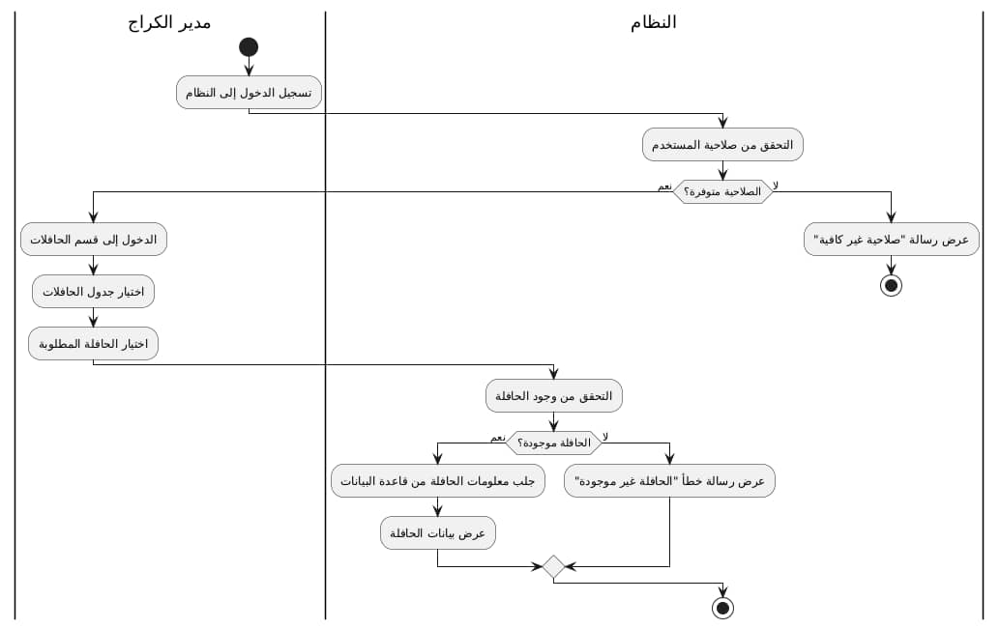 مدير الكراج
النظام
تسجيل الدخول إلى النظام
التحقق من صلاحية المستخدم
الصلاحية متوفرة؟
نعم
لا
الدخول إلى قسم الحافلات
عرض رسالة "صلاحية غير كافية"
اختيار جدول الحافلات
اختيار الحافلة المطلوبة
التحقق من وجود الحافلة
الحافلة موجودة؟
نعم
لا
جلب معلومات الحافلة من قاعدة البيانات
عرض رسالة خطأ "الحافلة غير موجودة"
عرض بيانات الحافلة